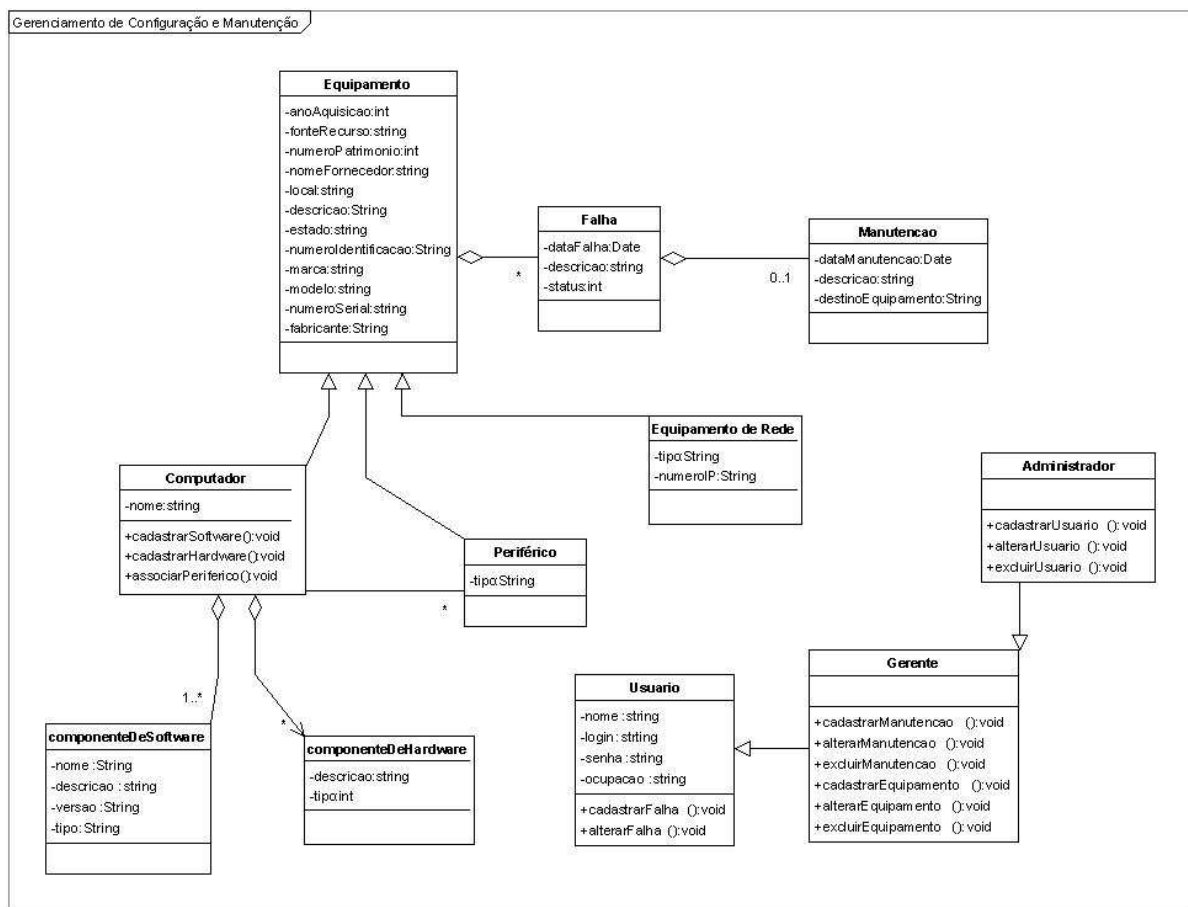 Gerenciamento de Configuração e Manutenção
Equipamento
-anoAquisicao:int
-fonteRecurso:string
-numeroPatrimonio:int
-nomeFornecedor:string
-local:string
-descricao:String
-estado:string
-numeroIdentificacao:String
-marca:string
-modelo:string
-numeroSerial:string
-fabricante:String
*
Falha
-dataFalha:Date
-descricao:string
-status:int
0..1
Manutencao
-dataManutencao:Date
-descricao:string
-destinoEquipamento:String
Equipamento de Rede
-tipo:String
-numeroIP:String
Computador
-nome:string
+cadastrarSoftware():void
+cadastrarHardware():void
+associarPeriferico():void
*
Periférico
-tipo:String
Administrador
+cadastrarUsuario ():void
+alterarUsuario ():void
+excluirUsuario ():void
1..*
*
componenteDeSoftware
-nome :String
-descricao : string
-versao : String
-tipo: String
componenteDeHardware
-descricao:string
-tipo:int
Usuario
-nome :string
-login: strting
-senha : string
-ocupacao :string
+cadastrarFalha ():void
+alterarFalha ():void
Gerente
+cadastrarManutencao ():void
+alterarManutencao ():void
+excluirManutencao ():void
+cadastrarEquipamento ():void
+alterarEquipamento ():void
+excluirEquipamento ():void